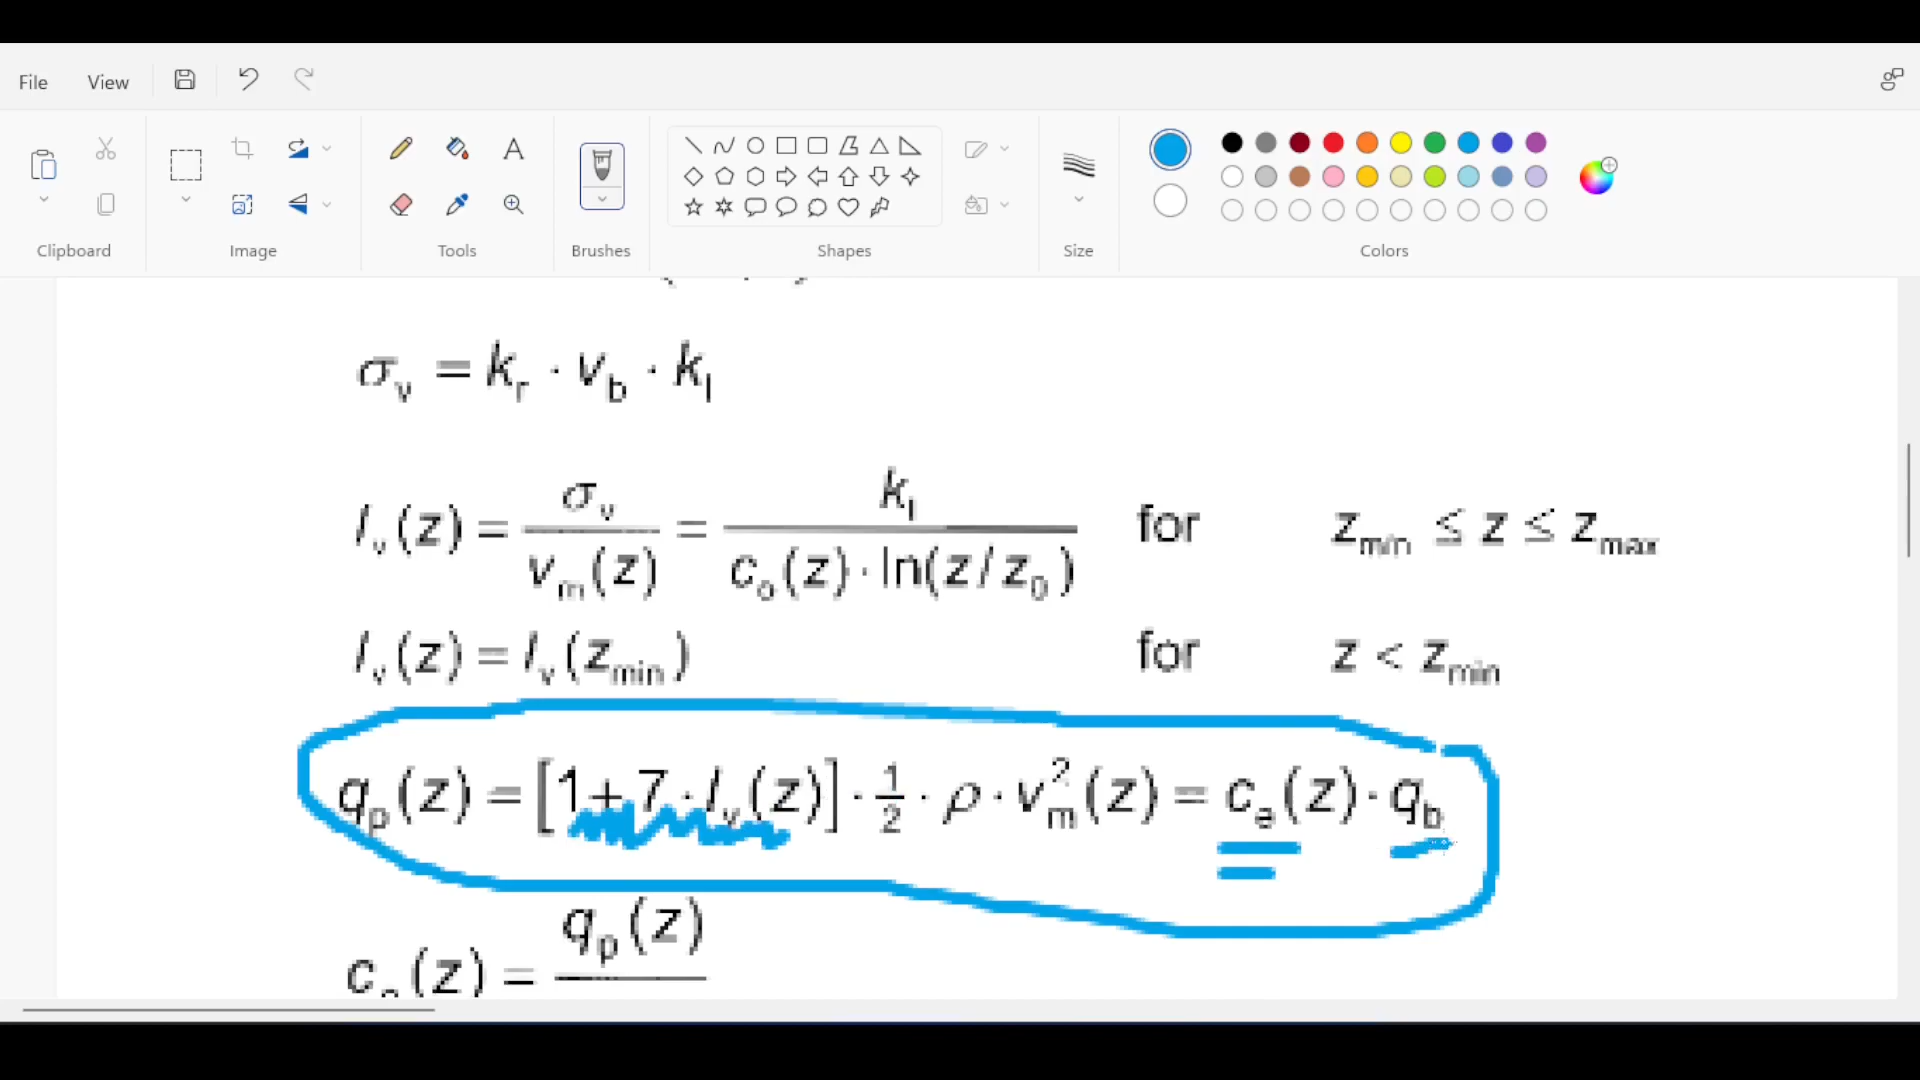 File View
Clipboard Image Tools Brushes Shapes Size Colors
σv = kr · vb · kI
Iv(z) = σv / vm(z) = kI / co(z) · ln(z/z0) for zmin ≤ z ≤ zmax
Iv(z) = Iv(zmin) for z < zmin
qp(z) = [1+7 · Iv(z)] · 1/2 · ρ · vm²(z) = ce(z) · qb
ce(z) = qp(z)